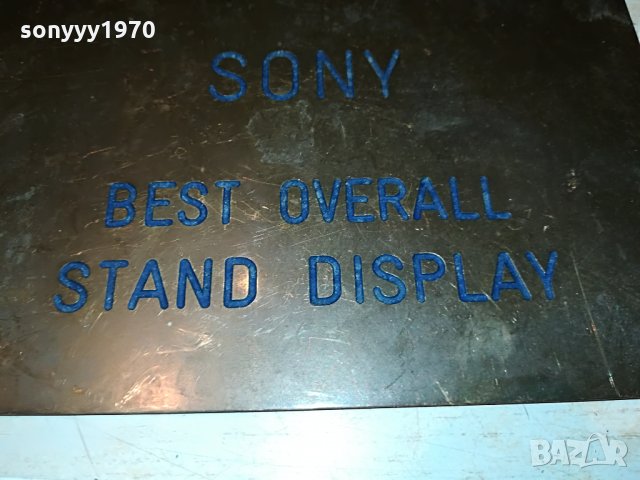 sonyyy1970
SONY
BEST OVERALL
STAND DISPLAY
BAZAR